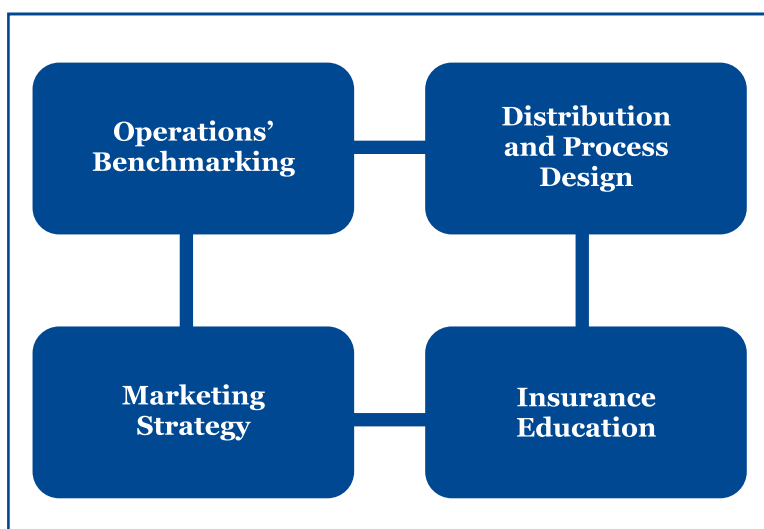 Operations’
Benchmarking
Distribution
and Process
Design
Marketing
Strategy
Insurance
Education